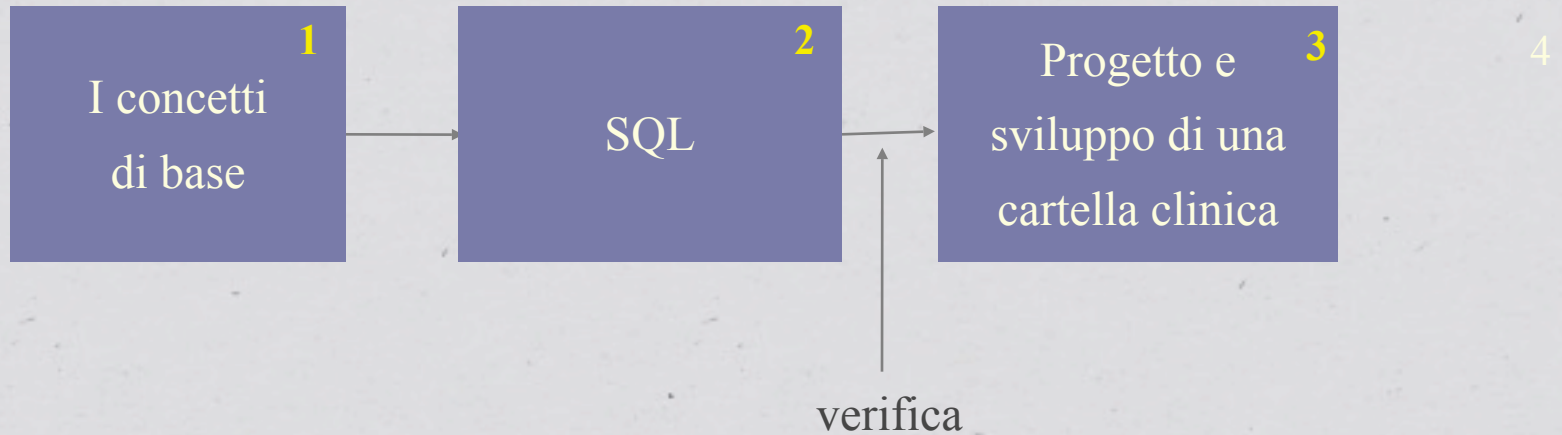 1
I concetti
di base
2
SQL
3
Progetto e
sviluppo di una
cartella clinica
4
verifica